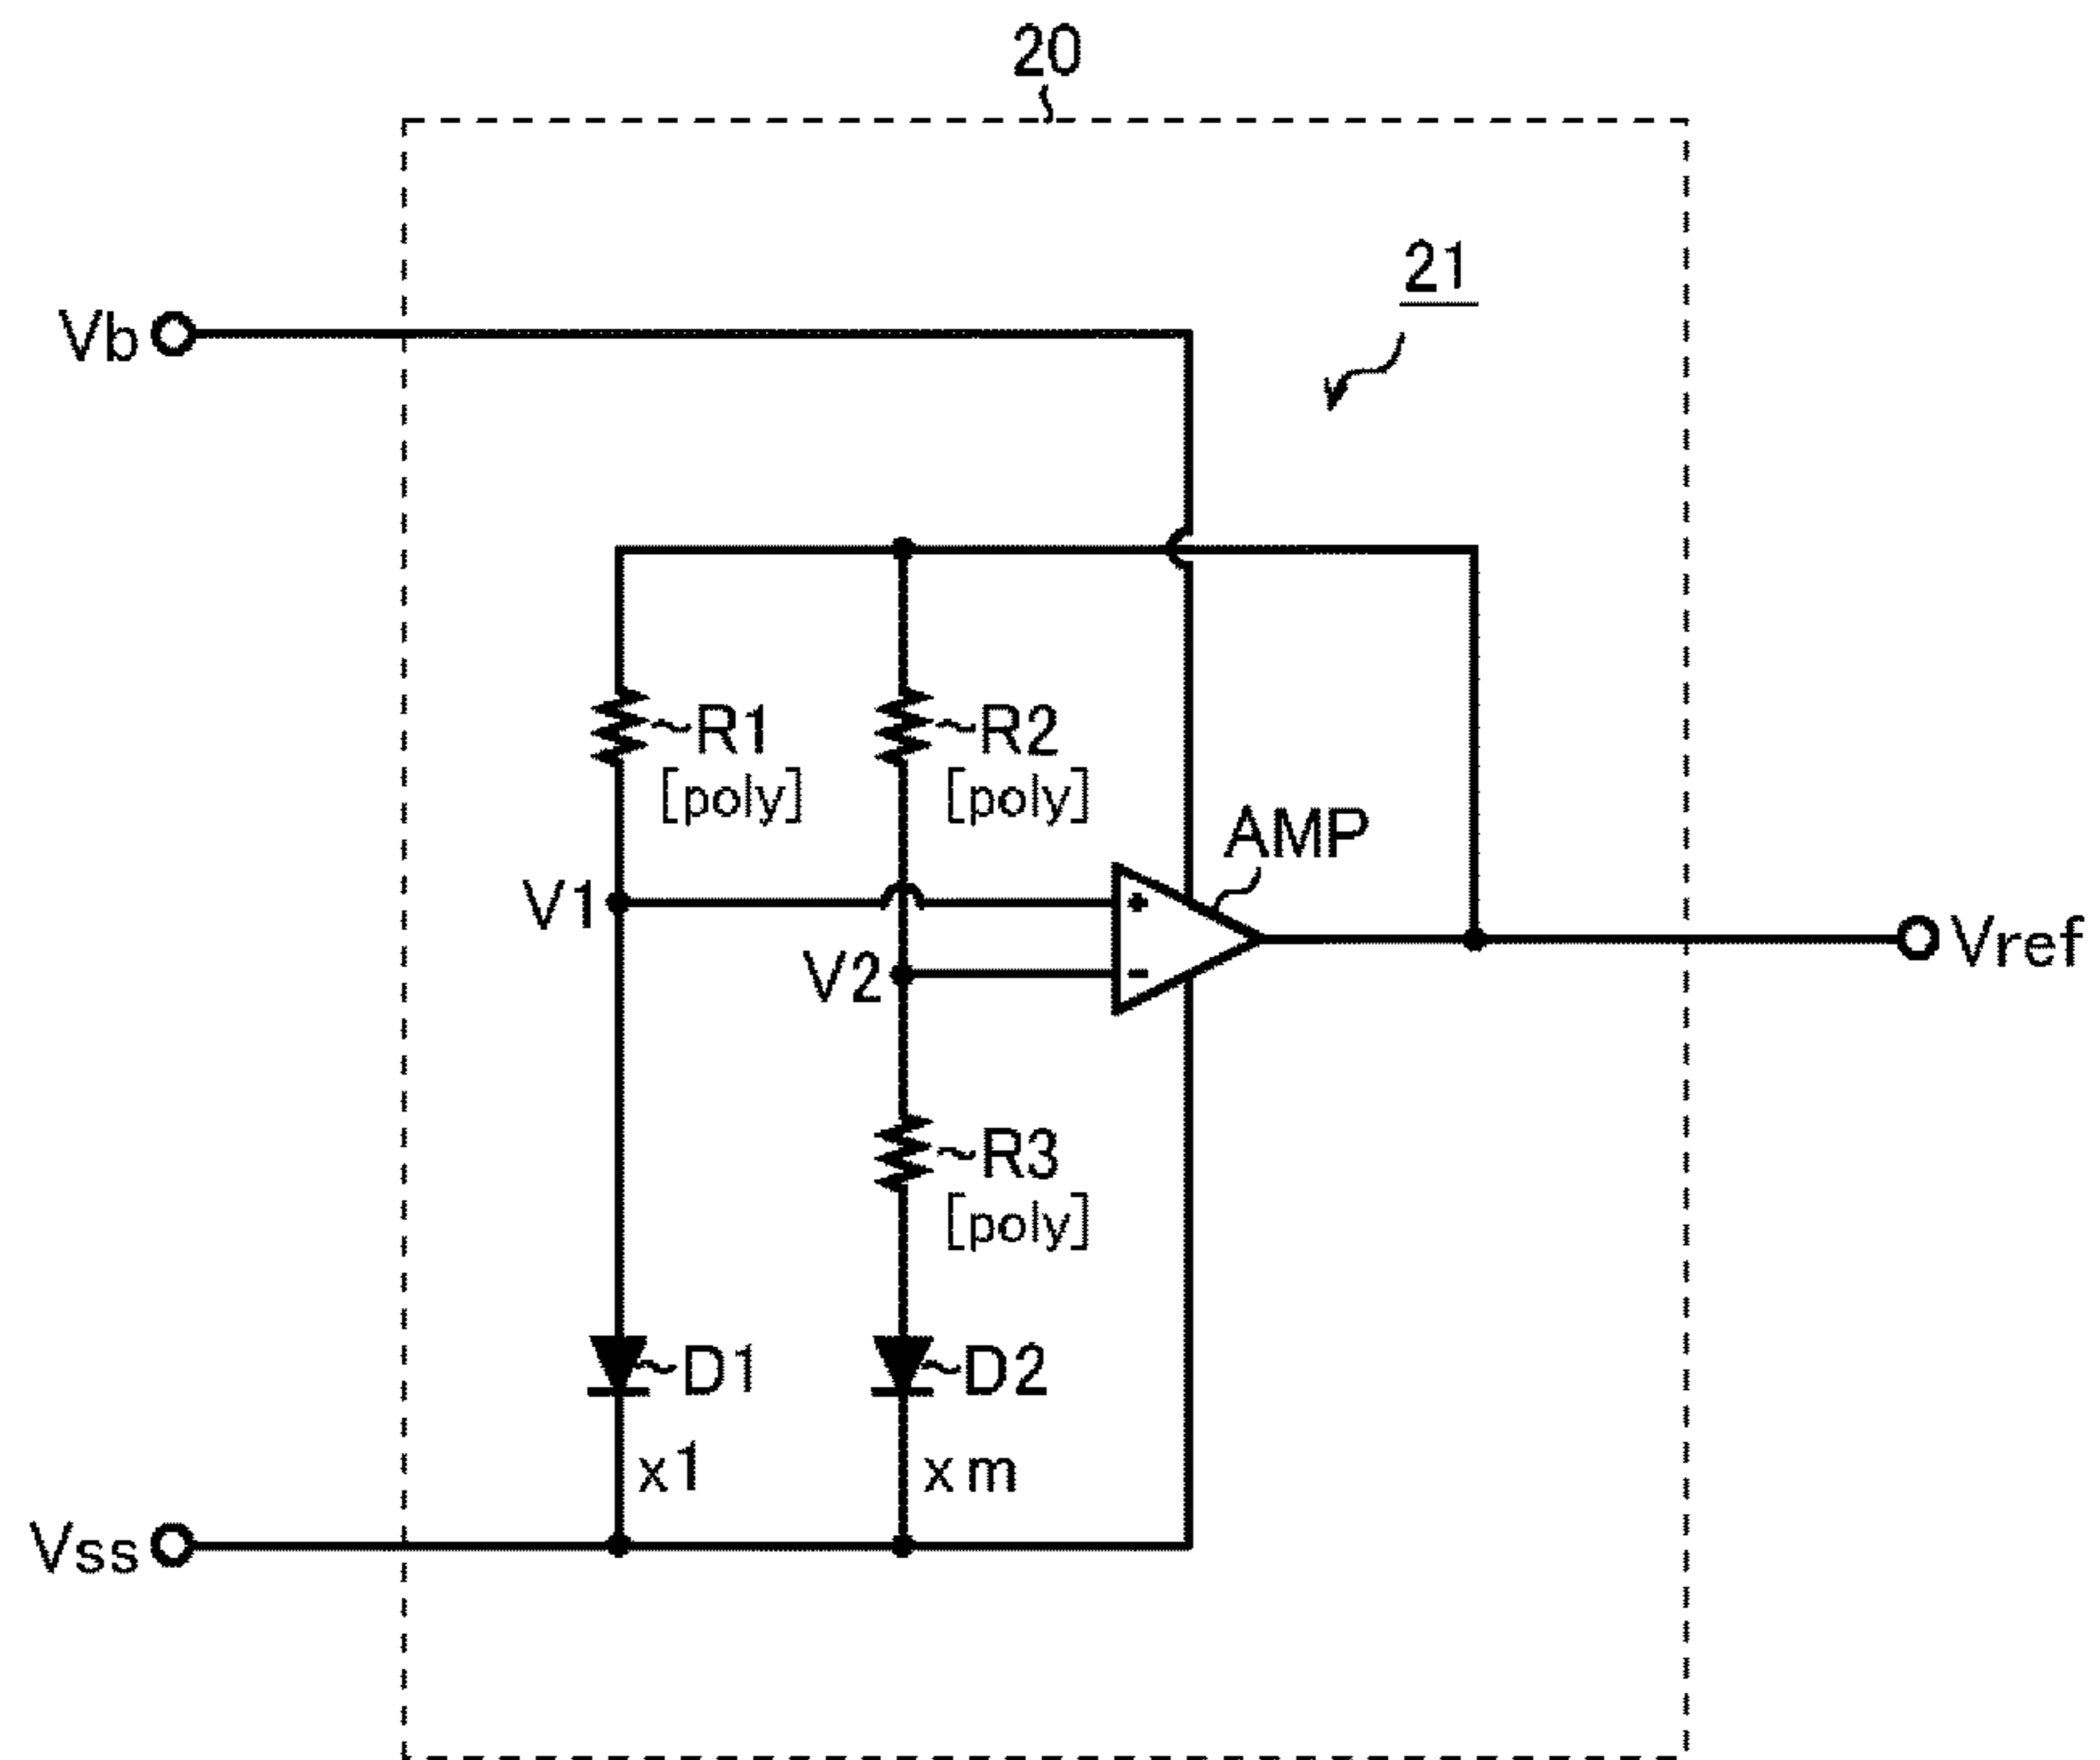 20
21
Vb
~R1
[poly]
~R2
[poly]
AMP
V1
+
V2
-
Vref
~R3
[poly]
~D1
~D2
x1
xm
Vss